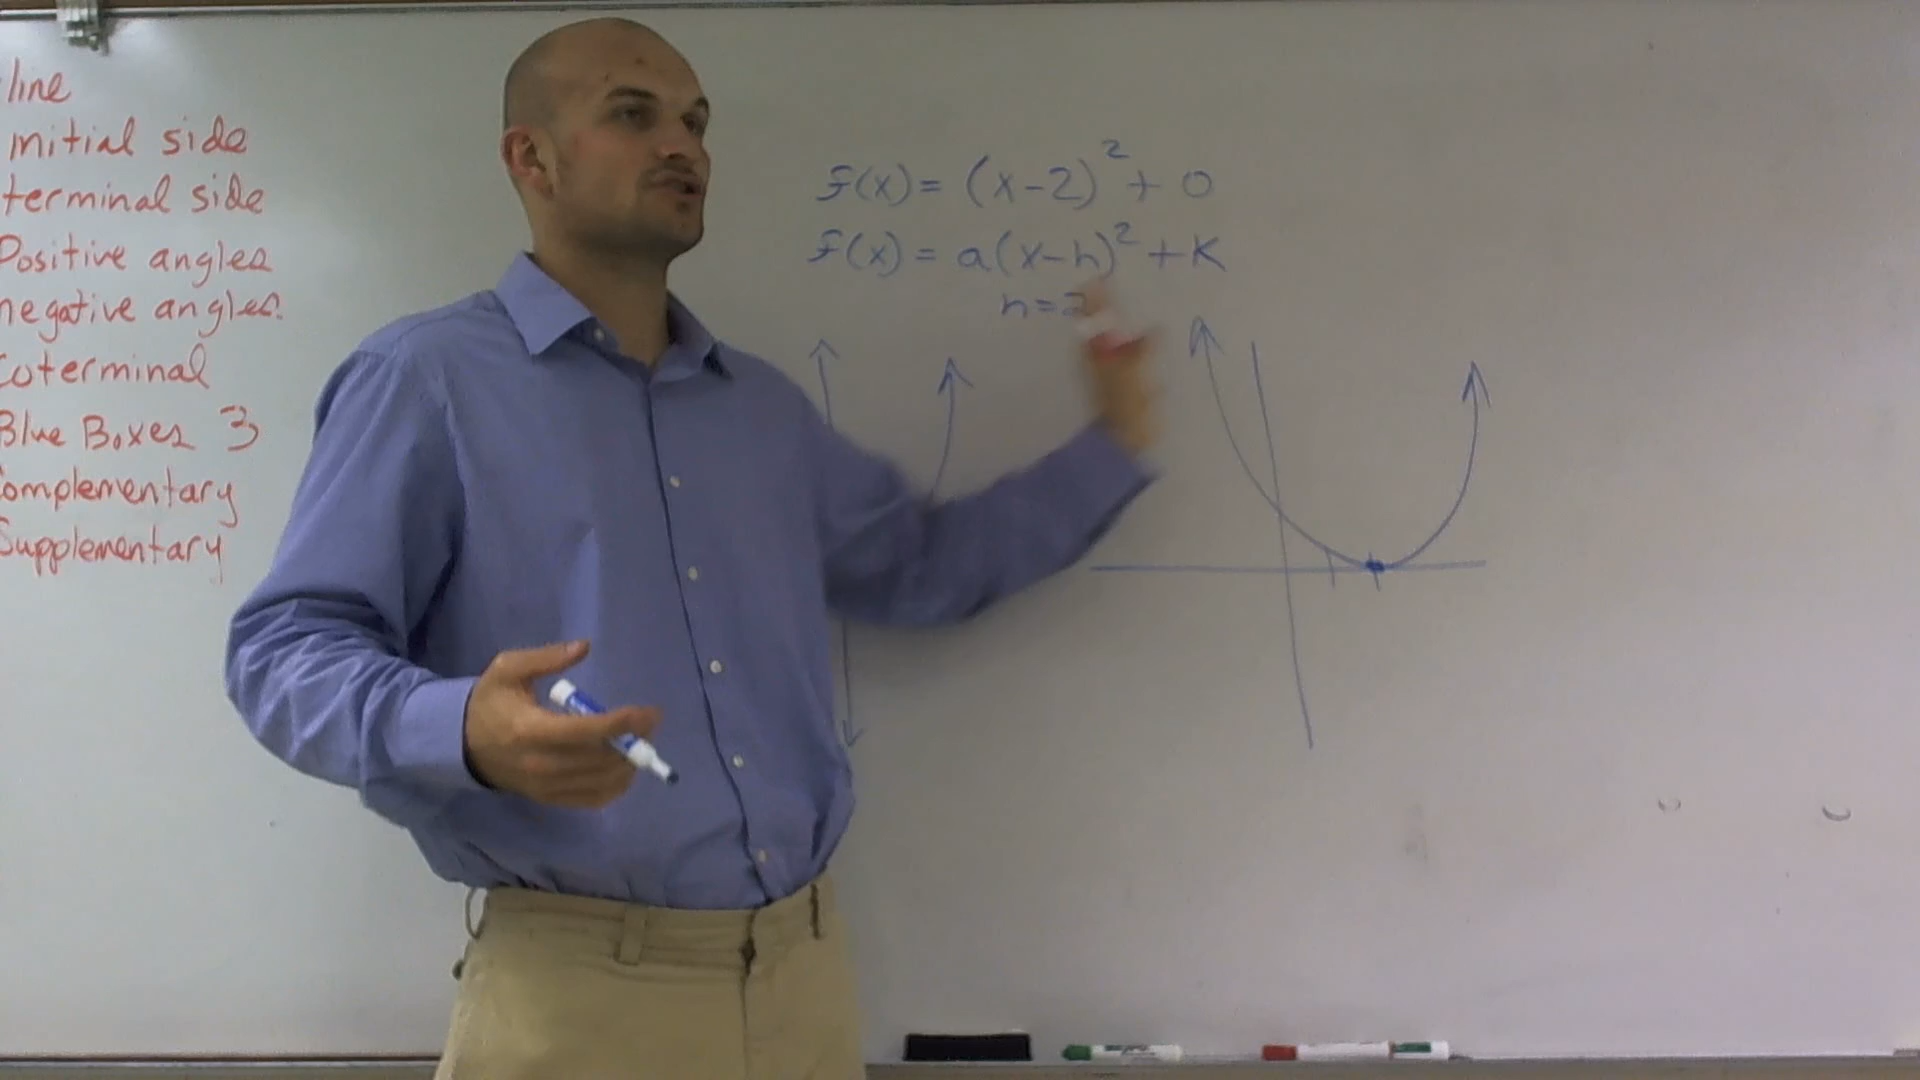 line
initial side
terminal side
Positive angles
negative angles
Coterminal
Blue Boxes 3
Complementary
Supplementary
f(x) = (x-2)² + 0
f(x) = a(x-h)² + k
h=2